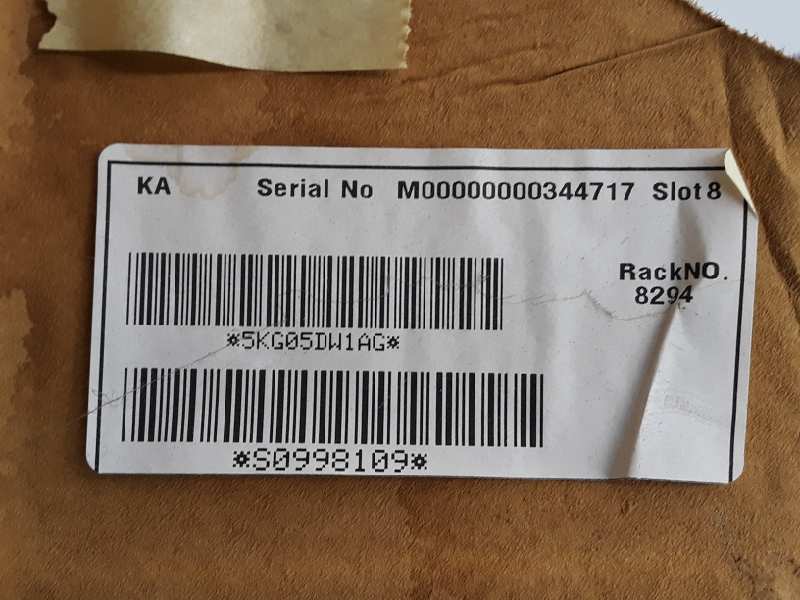 KA Serial No M00000000344717 Slot 8
RackNO.
8294
*5KG05DW1AG*
*S0998109*